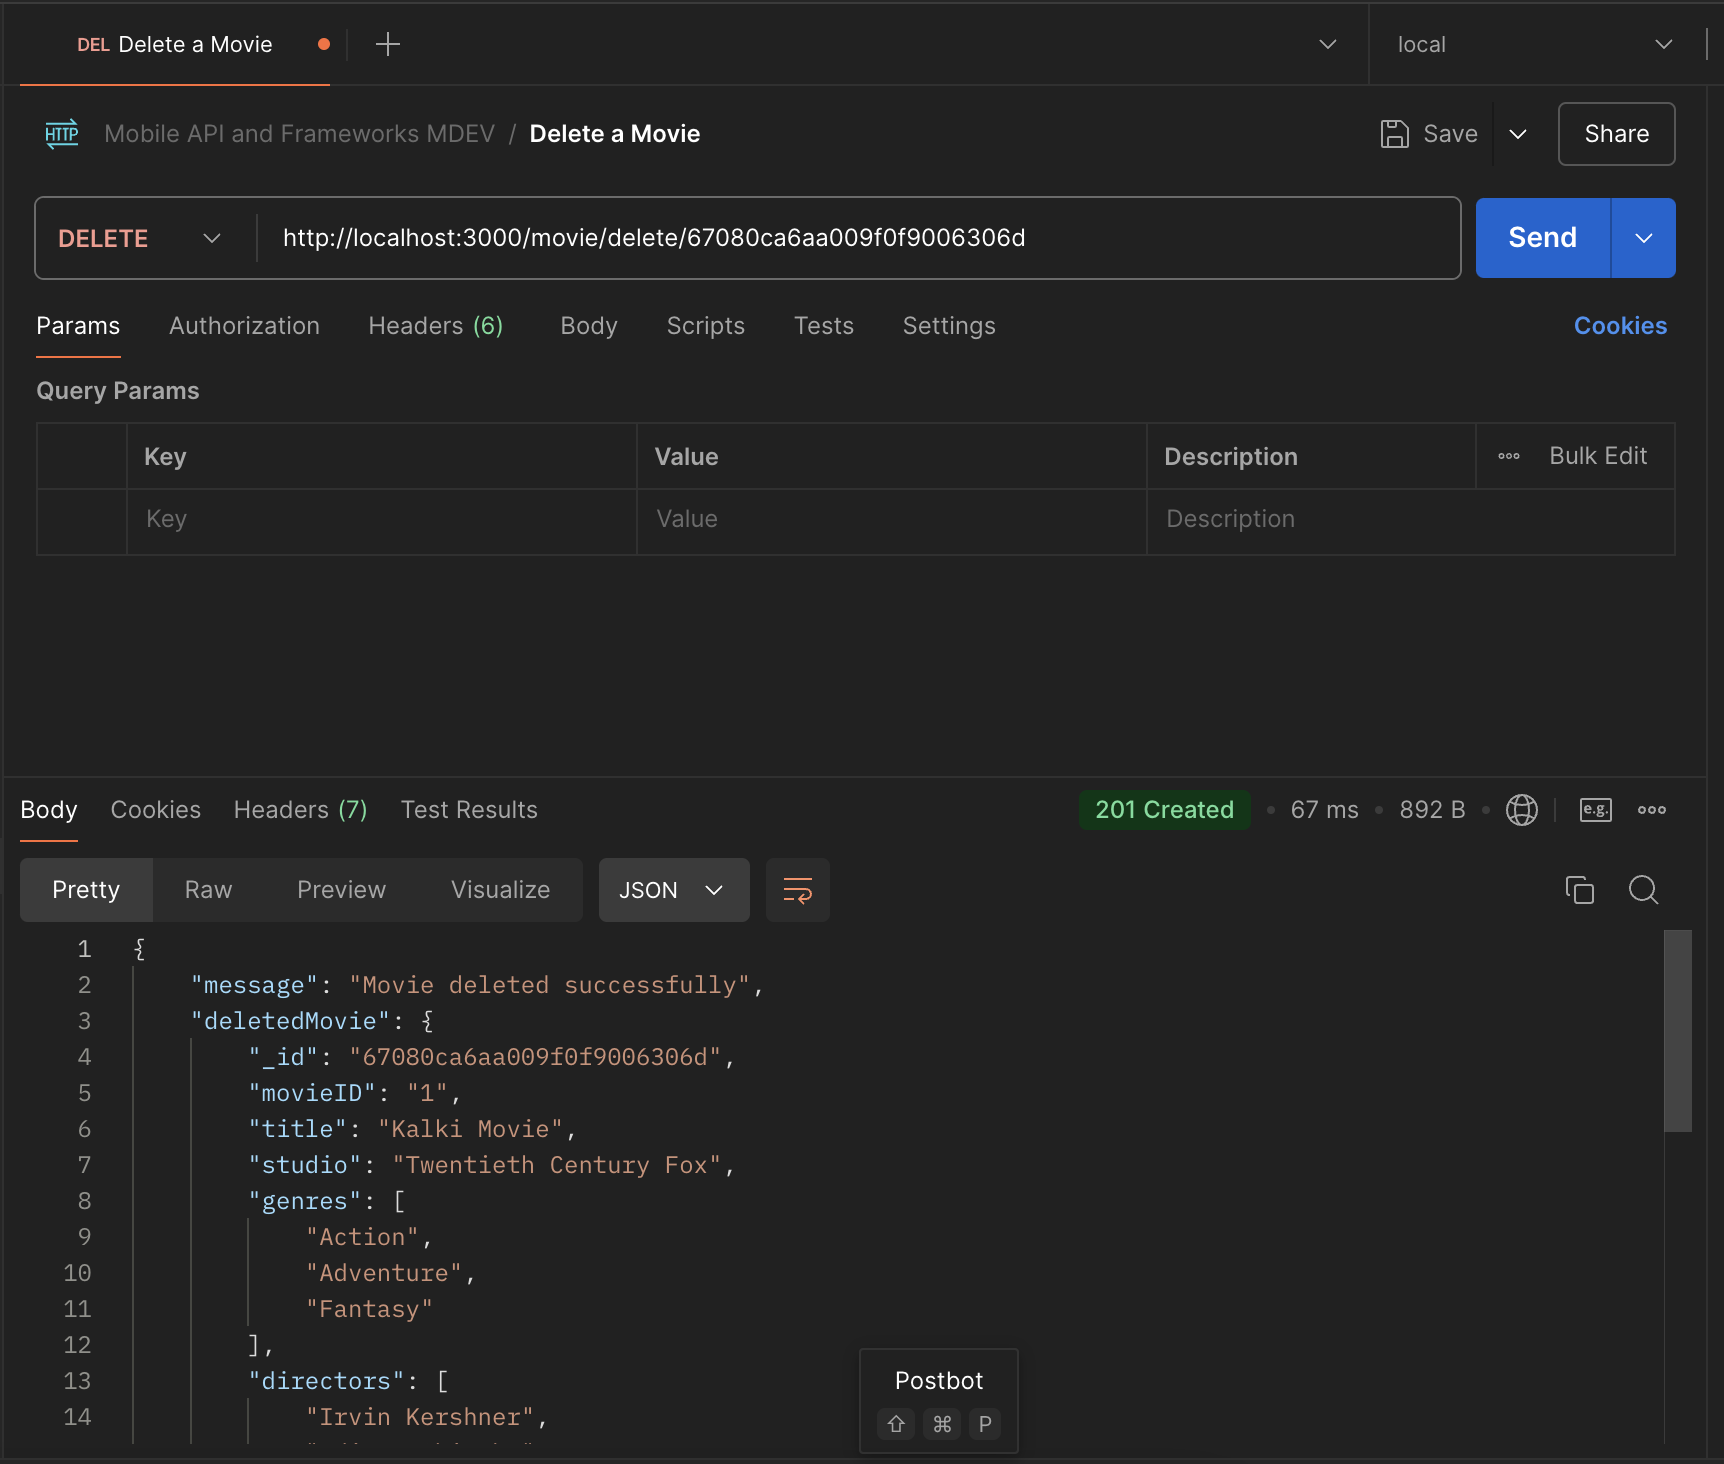 DEL Delete a Movie
local
HTTP Mobile API and Frameworks MDEV / Delete a Movie
Save
Share
DELETE http://localhost:3000/movie/delete/67080ca6aa009f0f9006306d
Send
Params Authorization Headers (6) Body Scripts Tests Settings Cookies
Query Params
Key Value Description Bulk Edit
Key Value Description
Body Cookies Headers (7) Test Results 201 Created • 67 ms • 892 B • e.g.
Pretty Raw Preview Visualize JSON
1 {
2 "message": "Movie deleted successfully",
3 "deletedMovie": {
4 "_id": "67080ca6aa009f0f9006306d",
5 "movieID": "1",
6 "title": "Kalki Movie",
7 "studio": "Twentieth Century Fox",
8 "genres": [
9 "Action",
10 "Adventure",
11 "Fantasy"
12 ],
13 "directors": [
14 "Irvin Kershner",
Postbot
⇧ ⌘ P